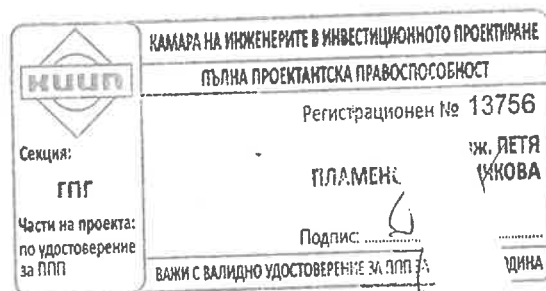 КАМАРА НА ИНЖЕНЕРИТЕ В ИНВЕСТИЦИОННОТО ПРОЕКТИРАНЕ
КИИП
ПЪЛНА ПРОЕКТАНТСКА ПРАВОСПОСОБНОСТ
Регистрационен № 13756
Секция:
ГПГ
Части на проекта:
по удостоверение
за ППП
ПЕТЯ
Подпис:
ВАЖИ С ВАЛИДНО УДОСТОВЕРЕНИЕ ЗА ППП